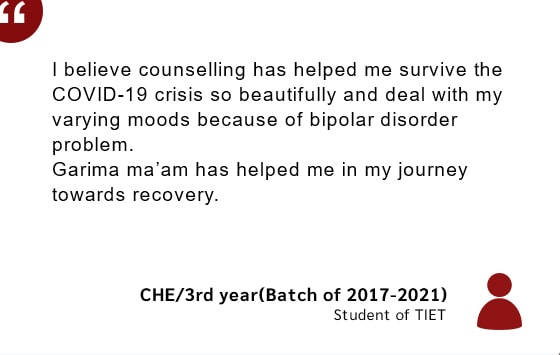 “
I believe counselling has helped me survive the
COVID-19 crisis so beautifully and deal with my
varying moods because of bipolar disorder
problem.
Garima ma’am has helped me in my journey
towards recovery.
CHE/3rd year(Batch of 2017-2021)
Student of TIET